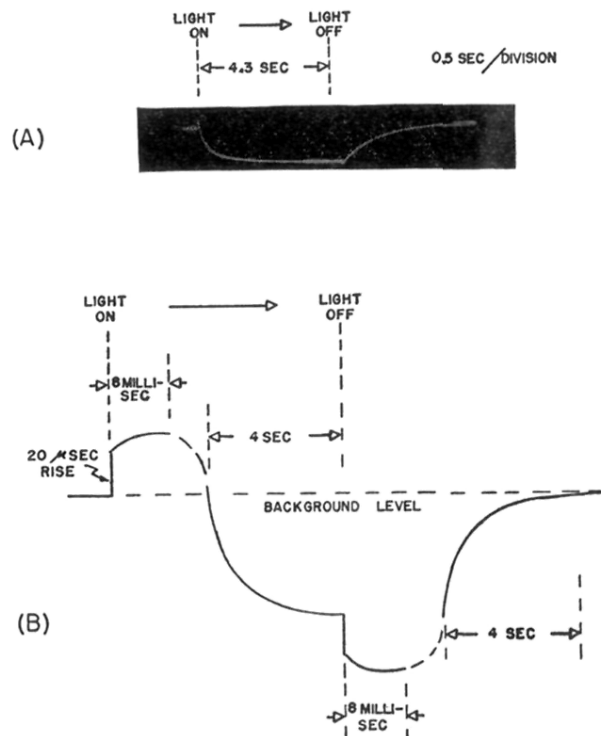 LIGHT ON
LIGHT OFF
4.3 SEC
0.5 SEC/DIVISION
(A)
LIGHT ON
LIGHT OFF
8 MILLI-
SEC
4 SEC
20 μSEC
RISE
BACKGROUND LEVEL
(B)
4 SEC
8 MILLI-
SEC